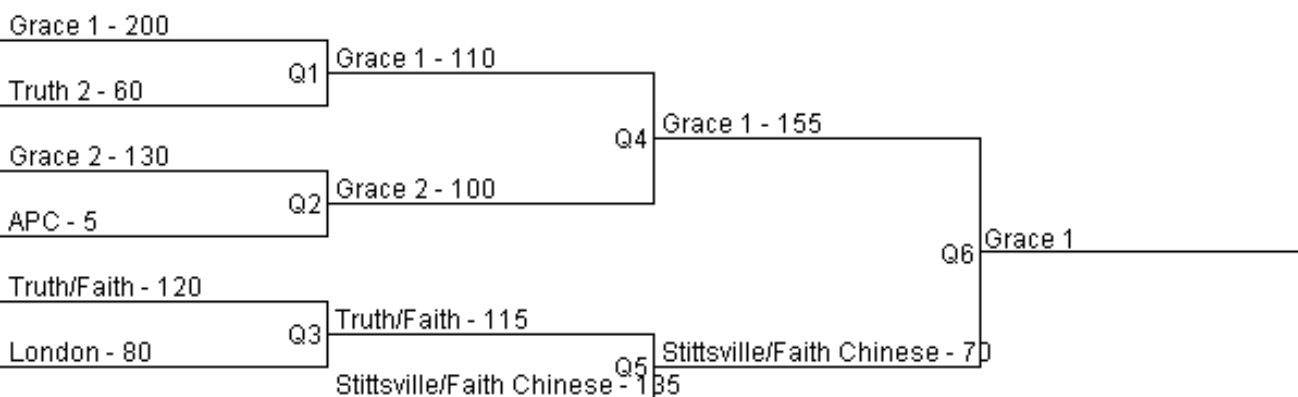 Grace 1 - 200
Truth 2 - 60
Q1
Grace 1 - 110
Grace 2 - 130
APC - 5
Q2
Grace 2 - 100
Q4
Grace 1 - 155
Truth/Faith - 120
London - 80
Q3
Truth/Faith - 115
Stittsville/Faith Chinese - 135
Q5
Stittsville/Faith Chinese - 70
Q6
Grace 1